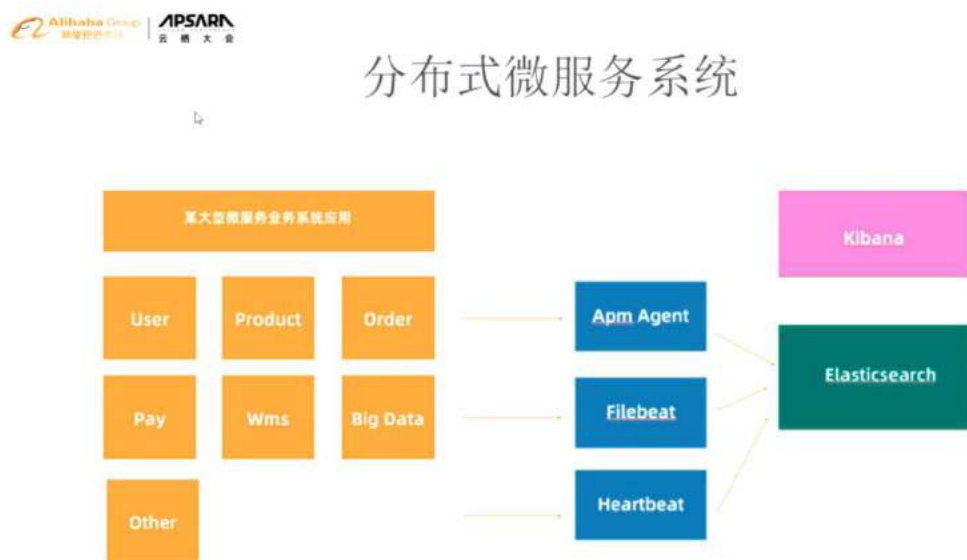 Alibaba Group
APSARA
云栖大会
分布式微服务系统
某大型微服务业务系统应用
Kibana
User
Product
Order
Apm Agent
Elasticsearch
Pay
Wms
Big Data
Filebeat
Other
Heartbeat